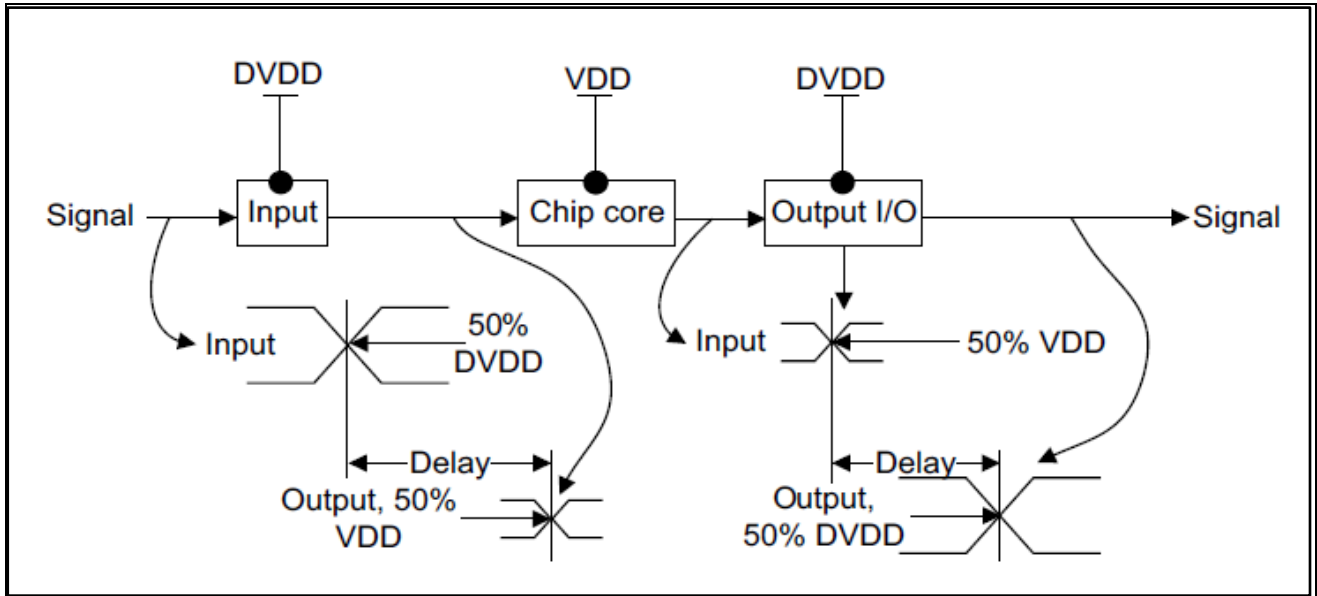 DVDD
VDD
DVDD
Signal
Input
Chip core
Output I/O
Signal
Input
50%
DVDD
Input
50% VDD
Delay
Output, 50%
VDD
Delay
Output,
50% DVDD